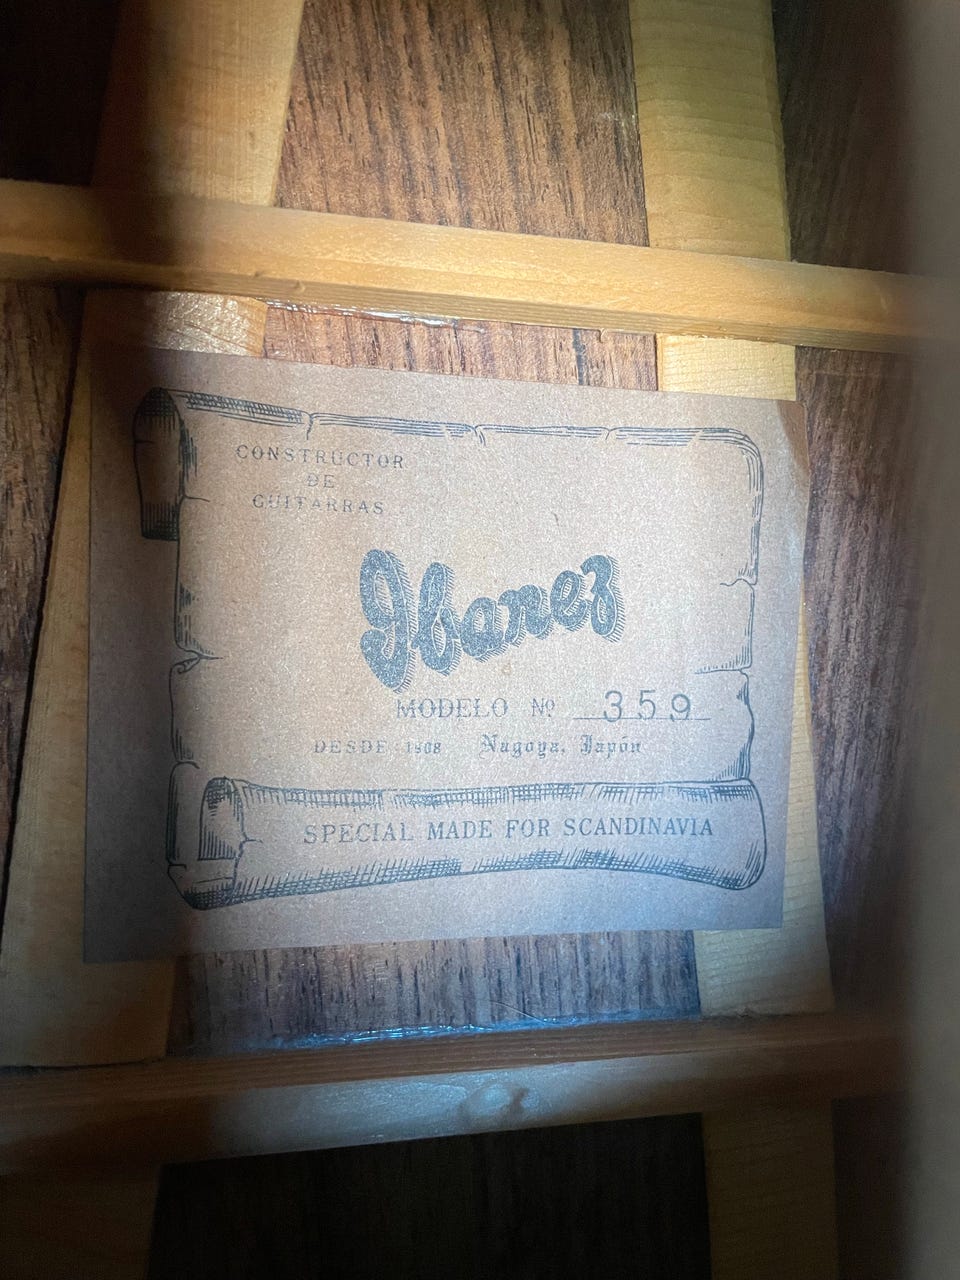 CONSTRUCTOR
DE
GUITARRAS
Ibanez
MODELO Nº 359
DESDE 1908 Nagoya, Japón
SPECIAL MADE FOR SCANDINAVIA